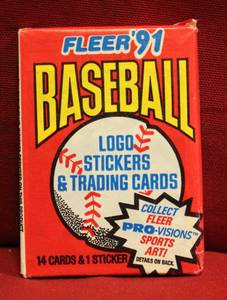 FLEER'91
BASEBALL
LOGO
STICKERS
& TRADING CARDS
COLLECT
FLEER
PRO-VISIONS™
SPORTS
ART!
DETAILS ON BACK.
14 CARDS & 1 STICKER